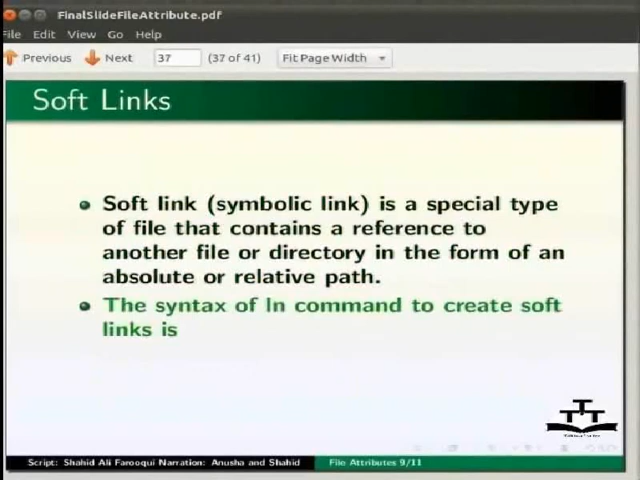 FinalSlideFileAttribute.pdf
File Edit View Go Help
Previous Next 37 (37 of 41) Fit Page Width
Soft Links
Soft link (symbolic link) is a special type
of file that contains a reference to
another file or directory in the form of an
absolute or relative path.
The syntax of ln command to create soft
links is
Script: Shahid Ali Farooqui Narration: Anusha and Shahid File Attributes 9/11